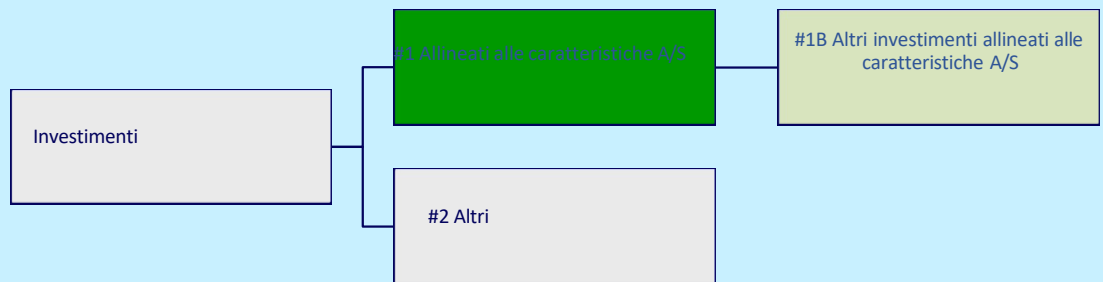 #1 Allineati alle caratteristiche A/S
#1B Altri investimenti allineati alle
caratteristiche A/S
Investimenti
#2 Altri